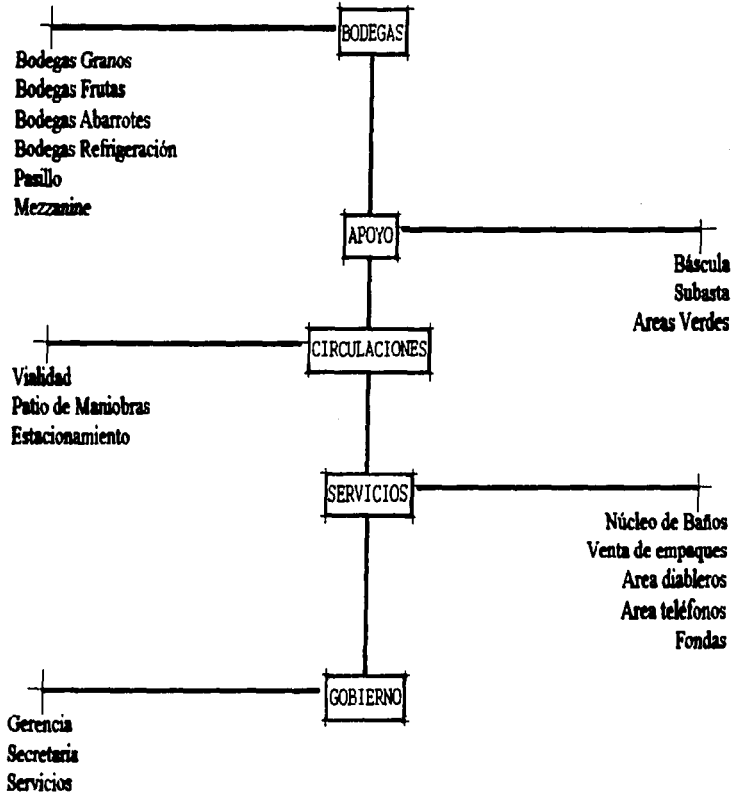 BODEGAS
Bodegas Granos
Bodegas Frutas
Bodegas Abarrotes
Bodegas Refrigeración
Pasillo
Mezzanine
APOYO
Báscula
Subasta
Areas Verdes
CIRCULACIONES
Vialidad
Patio de Maniobras
Estacionamiento
SERVICIOS
Núcleo de Baños
Venta de empaques
Area diableros
Area teléfonos
Fondas
GOBIERNO
Gerencia
Secretaria
Servicios